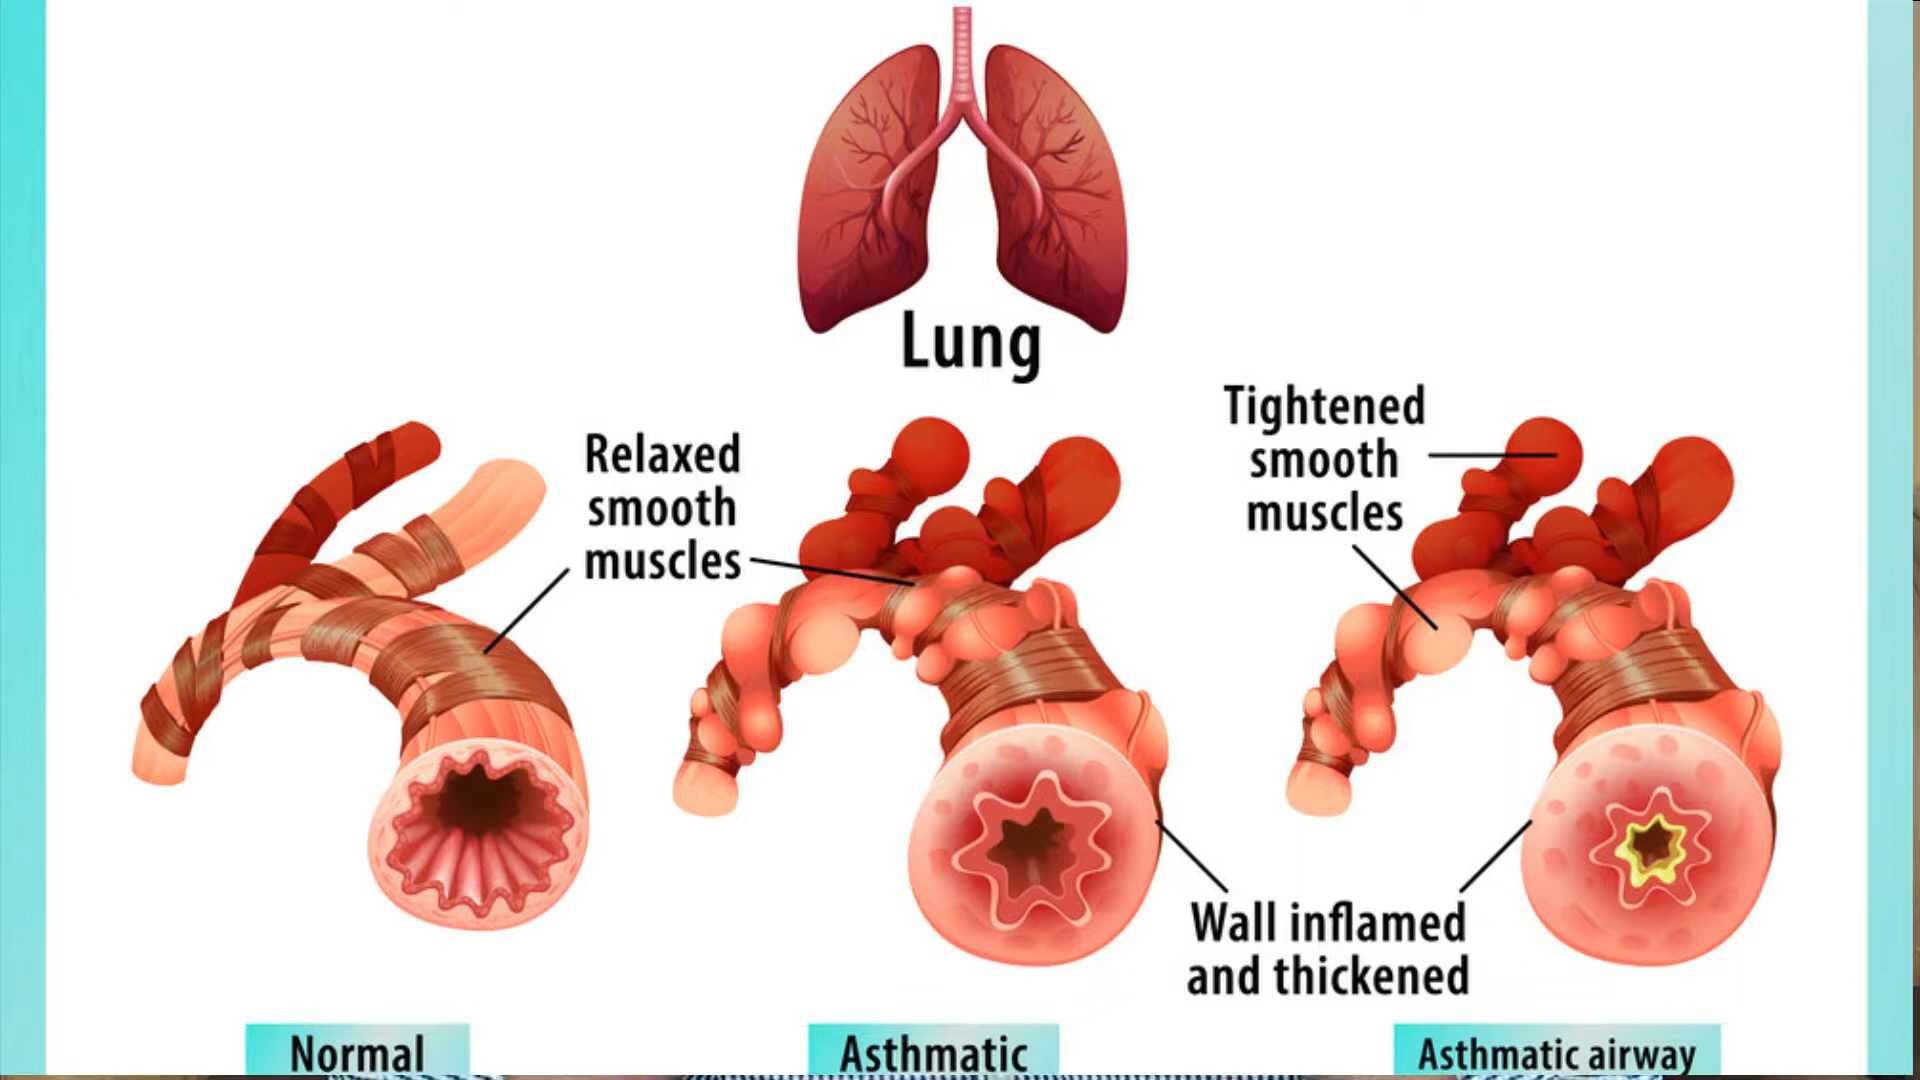 Lung
Relaxed
smooth
muscles
Tightened
smooth
muscles
Wall inflamed
and thickened
Normal
Asthmatic
Asthmatic airway